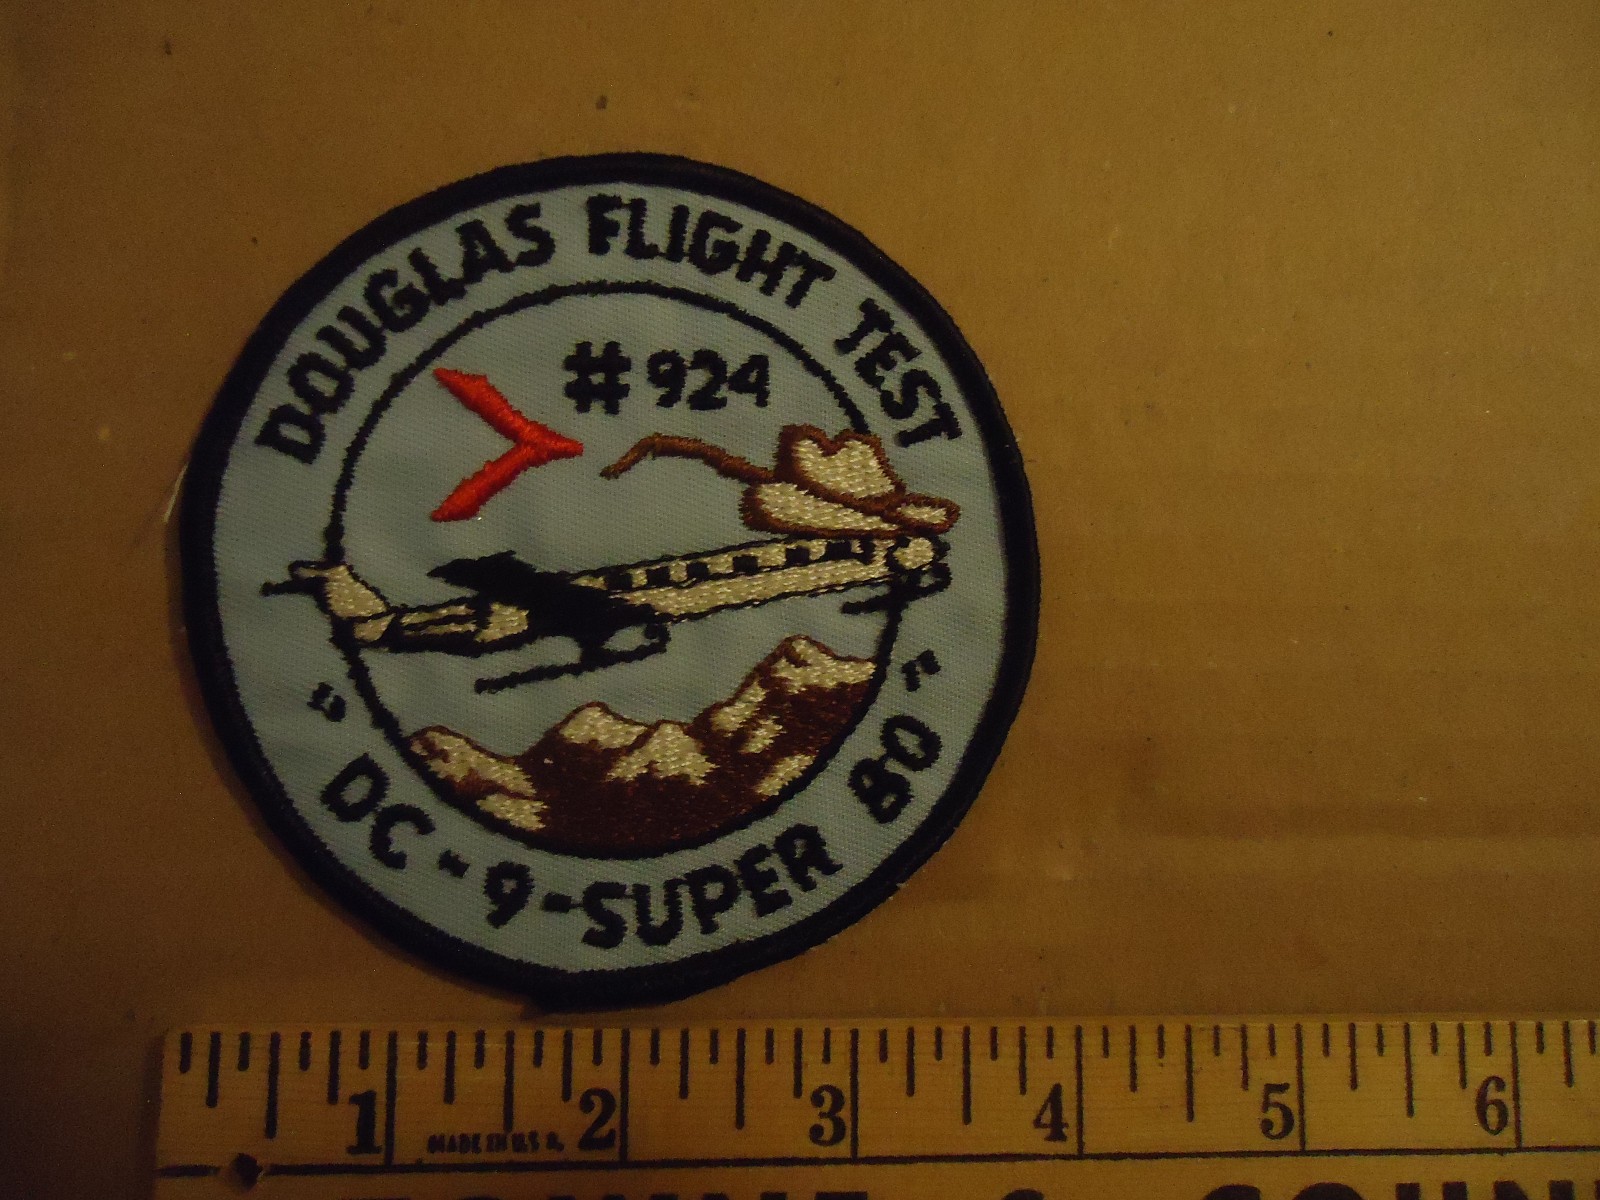 DOUGLAS FLIGHT TEST
# 924
" DC - 9 - SUPER 80 "
1 2 3 4 5 6
MADE IN U.S.A.